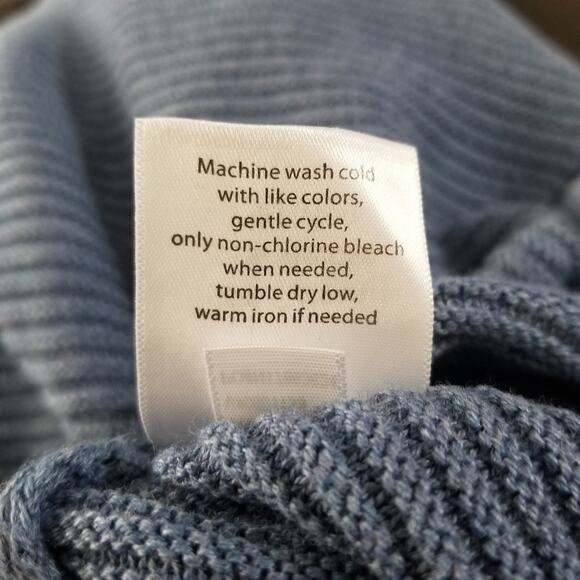 Machine wash cold
with like colors,
gentle cycle,
only non-chlorine bleach
when needed,
tumble dry low,
warm iron if needed